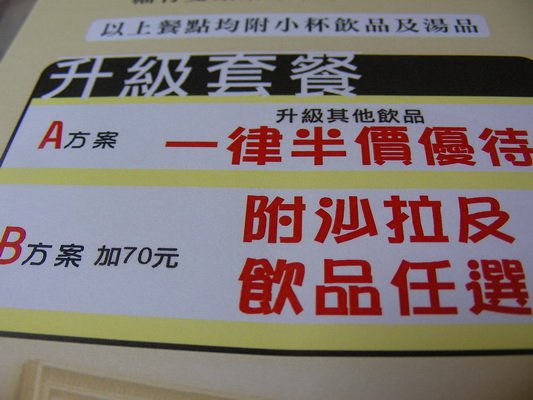 以上餐點均附小杯飲品及湯品
升級套餐
升級其他飲品
A方案 一律半價優待
附沙拉及
B方案 加70元
飲品任選